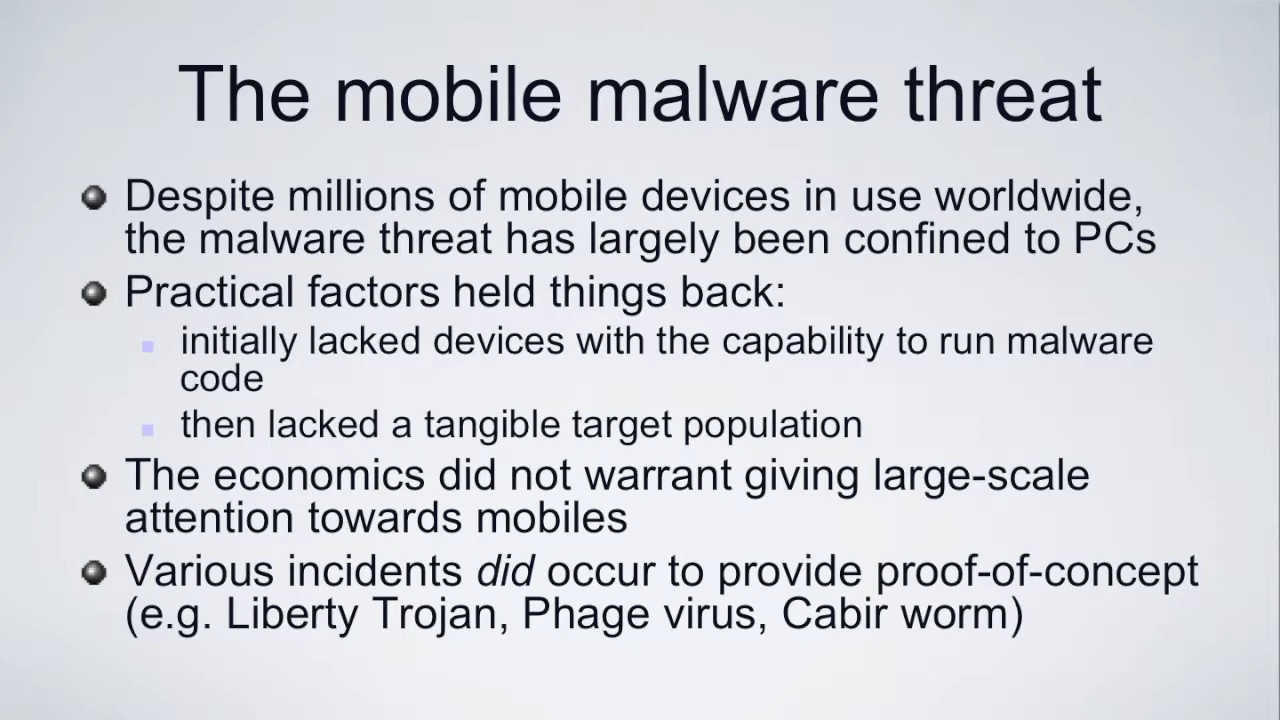 The mobile malware threat
Despite millions of mobile devices in use worldwide,
the malware threat has largely been confined to PCs
Practical factors held things back:
initially lacked devices with the capability to run malware
code
then lacked a tangible target population
The economics did not warrant giving large-scale
attention towards mobiles
Various incidents did occur to provide proof-of-concept
(e.g. Liberty Trojan, Phage virus, Cabir worm)